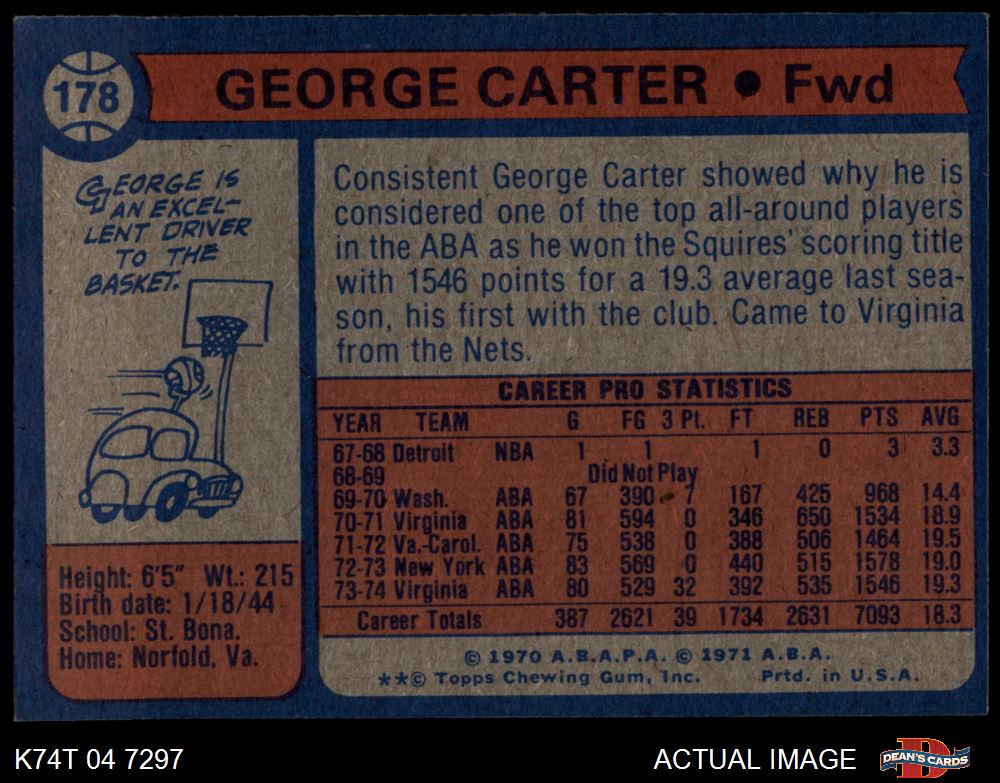 178
GEORGE CARTER • Fwd
GEORGE IS
AN EXCEL-
LENT DRIVER
TO THE
BASKET.
Height: 6'5" Wt.: 215
Birth date: 1/18/44
School: St. Bona.
Home: Norfold, Va.
Consistent George Carter showed why he is
considered one of the top all-around players
in the ABA as he won the Squires' scoring title
with 1546 points for a 19.3 average last sea-
son, his first with the club. Came to Virginia
from the Nets.
CAREER PRO STATISTICS
YEAR TEAM G FG 3 Pt. FT REB PTS AVG
67-68 Detroit NBA 1 1 1 0 3 3.3
68-69 Did Not Play
69-70 Wash. ABA 67 390 7 167 425 968 14.4
70-71 Virginia ABA 81 594 0 346 650 1534 18.9
71-72 Va.-Carol. ABA 75 538 0 388 506 1464 19.5
72-73 New York ABA 83 569 0 440 515 1578 19.0
73-74 Virginia ABA 80 529 32 392 535 1546 19.3
Career Totals 387 2621 39 1734 2631 7093 18.3
© 1970 A.B.A.P.A. © 1971 A.B.A.
**© Topps Chewing Gum, Inc. Prtd. in U.S.A.
K74T 04 7297
ACTUAL IMAGE
DEAN'S CARDS